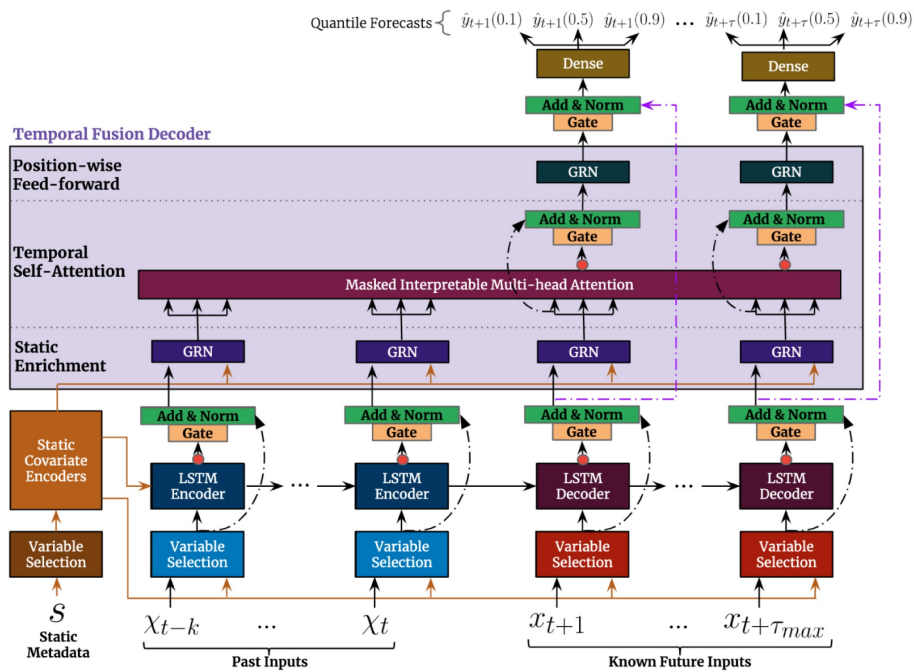 Quantile Forecasts { ŷt+1(0.1) ŷt+1(0.5) ŷt+1(0.9) ... ŷt+τ(0.1) ŷt+τ(0.5) ŷt+τ(0.9)
Dense Dense
Add & Norm Add & Norm
Gate Gate
Temporal Fusion Decoder
Position-wise
Feed-forward
GRN GRN
Add & Norm Add & Norm
Gate Gate
Temporal
Self-Attention
Masked Interpretable Multi-head Attention
Static
Enrichment
GRN GRN GRN GRN
Add & Norm Add & Norm Add & Norm Add & Norm
Gate Gate Gate Gate
Static
Covariate
Encoders
LSTM
Encoder
...
LSTM
Encoder
LSTM
Decoder
...
LSTM
Decoder
Variable
Selection
Variable
Selection
Variable
Selection
Variable
Selection
Variable
Selection
s
Static
Metadata
χt−k ... χt xt+1 ... xt+τmax
Past Inputs Known Future Inputs